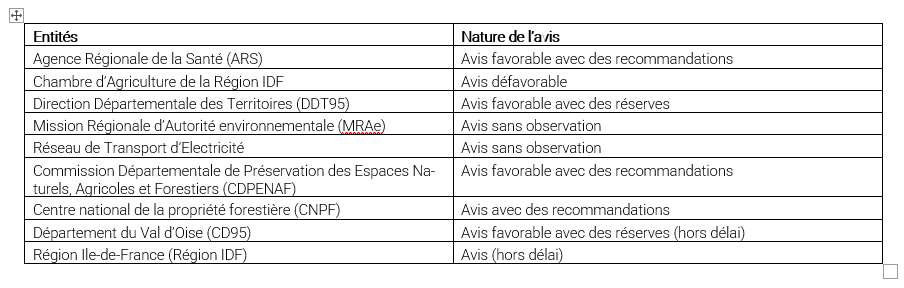 Entités Nature de l'avis
Agence Régionale de la Santé (ARS) Avis favorable avec des recommandations
Chambre d'Agriculture de la Région IDF Avis défavorable
Direction Départementale des Territoires (DDT95) Avis favorable avec des réserves
Mission Régionale d'Autorité environnementale (MRAe) Avis sans observation
Réseau de Transport d'Electricité Avis sans observation
Commission Départementale de Préservation des Espaces Na- Avis favorable avec des recommandations
turels, Agricoles et Forestiers (CDPENAF)
Centre national de la propriété forestière (CNPF) Avis avec des recommandations
Département du Val d'Oise (CD95) Avis favorable avec des réserves (hors délai)
Région Ile-de-France (Région IDF) Avis (hors délai)